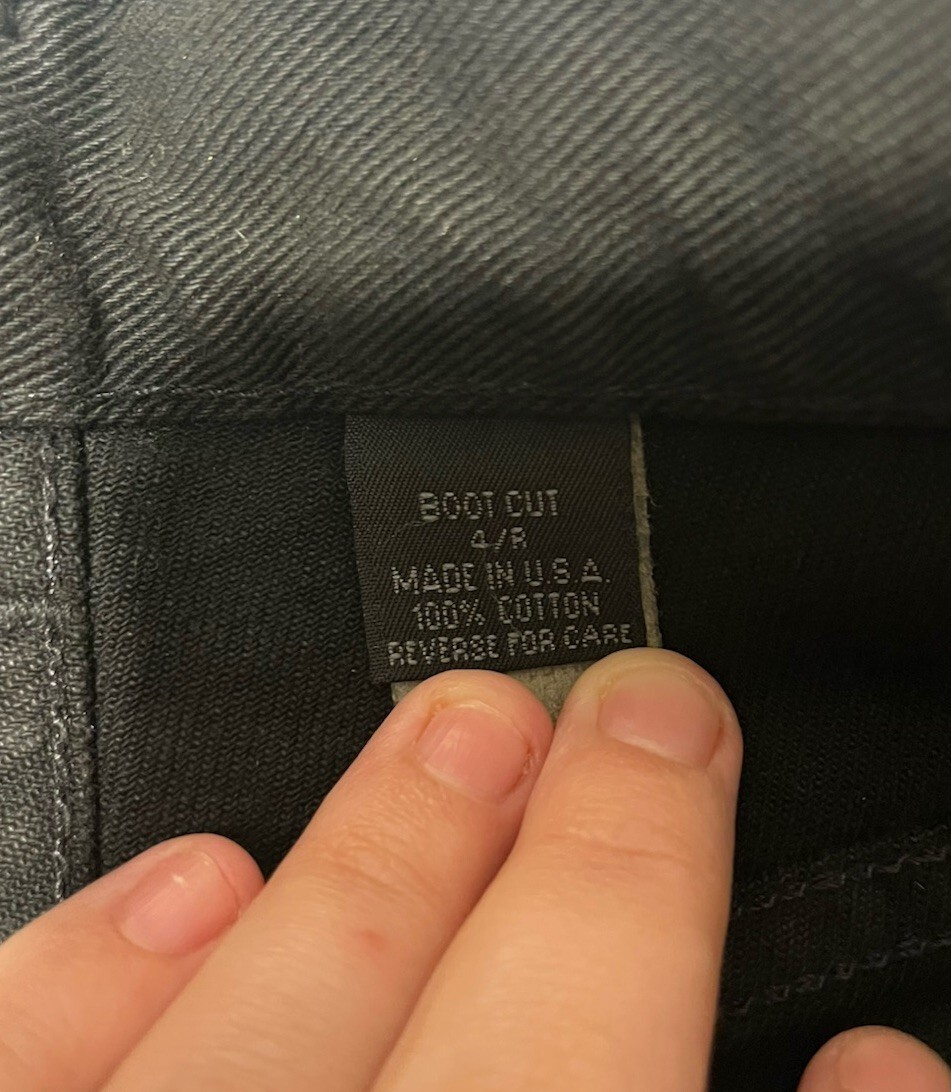 BOOT CUT
4/R
MADE IN U.S.A.
100% COTTON
REVERSE FOR CARE